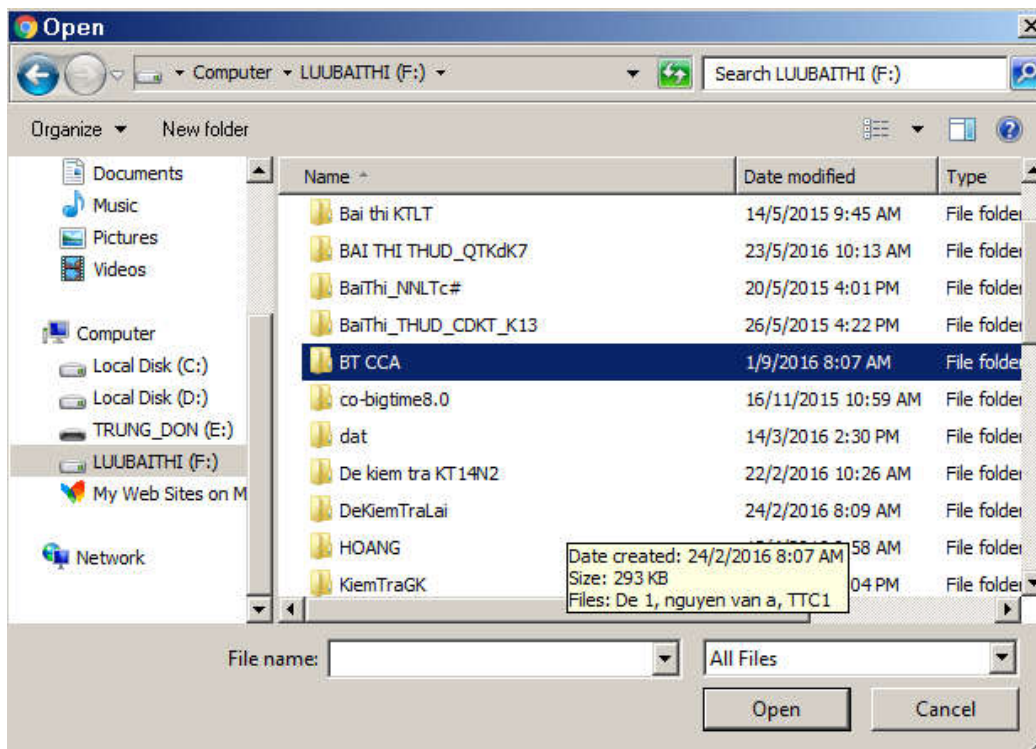 Open
Computer LUUBAITHI (F:)
Search LUUBAITHI (F:)
Organize New folder
Documents
Music
Pictures
Videos
Computer
Local Disk (C:)
Local Disk (D:)
TRUNG_DON (E:)
LUUBAITHI (F:)
My Web Sites on M
Network
Name Date modified Type
Bai thi KTLT 14/5/2015 9:45 AM File folder
BAI THI THUD_QTKdK7 23/5/2016 10:13 AM File folder
BaiThi_NNLTc# 20/5/2015 4:01 PM File folder
BaiThi_THUD_CDKT_K13 26/5/2015 4:22 PM File folder
BT CCA 1/9/2016 8:07 AM File folder
co-bigtime8.0 16/11/2015 10:59 AM File folder
dat 14/3/2016 2:30 PM File folder
De kiem tra KT14N2 22/2/2016 10:26 AM File folder
DeKiemTraLai 24/2/2016 8:09 AM File folder
HOANG 58 AM File folder
KiemTraGK 04 PM File folder
Date created: 24/2/2016 8:07 AM
Size: 293 KB
Files: De 1, nguyen van a, TTC1
File name: All Files
Open Cancel